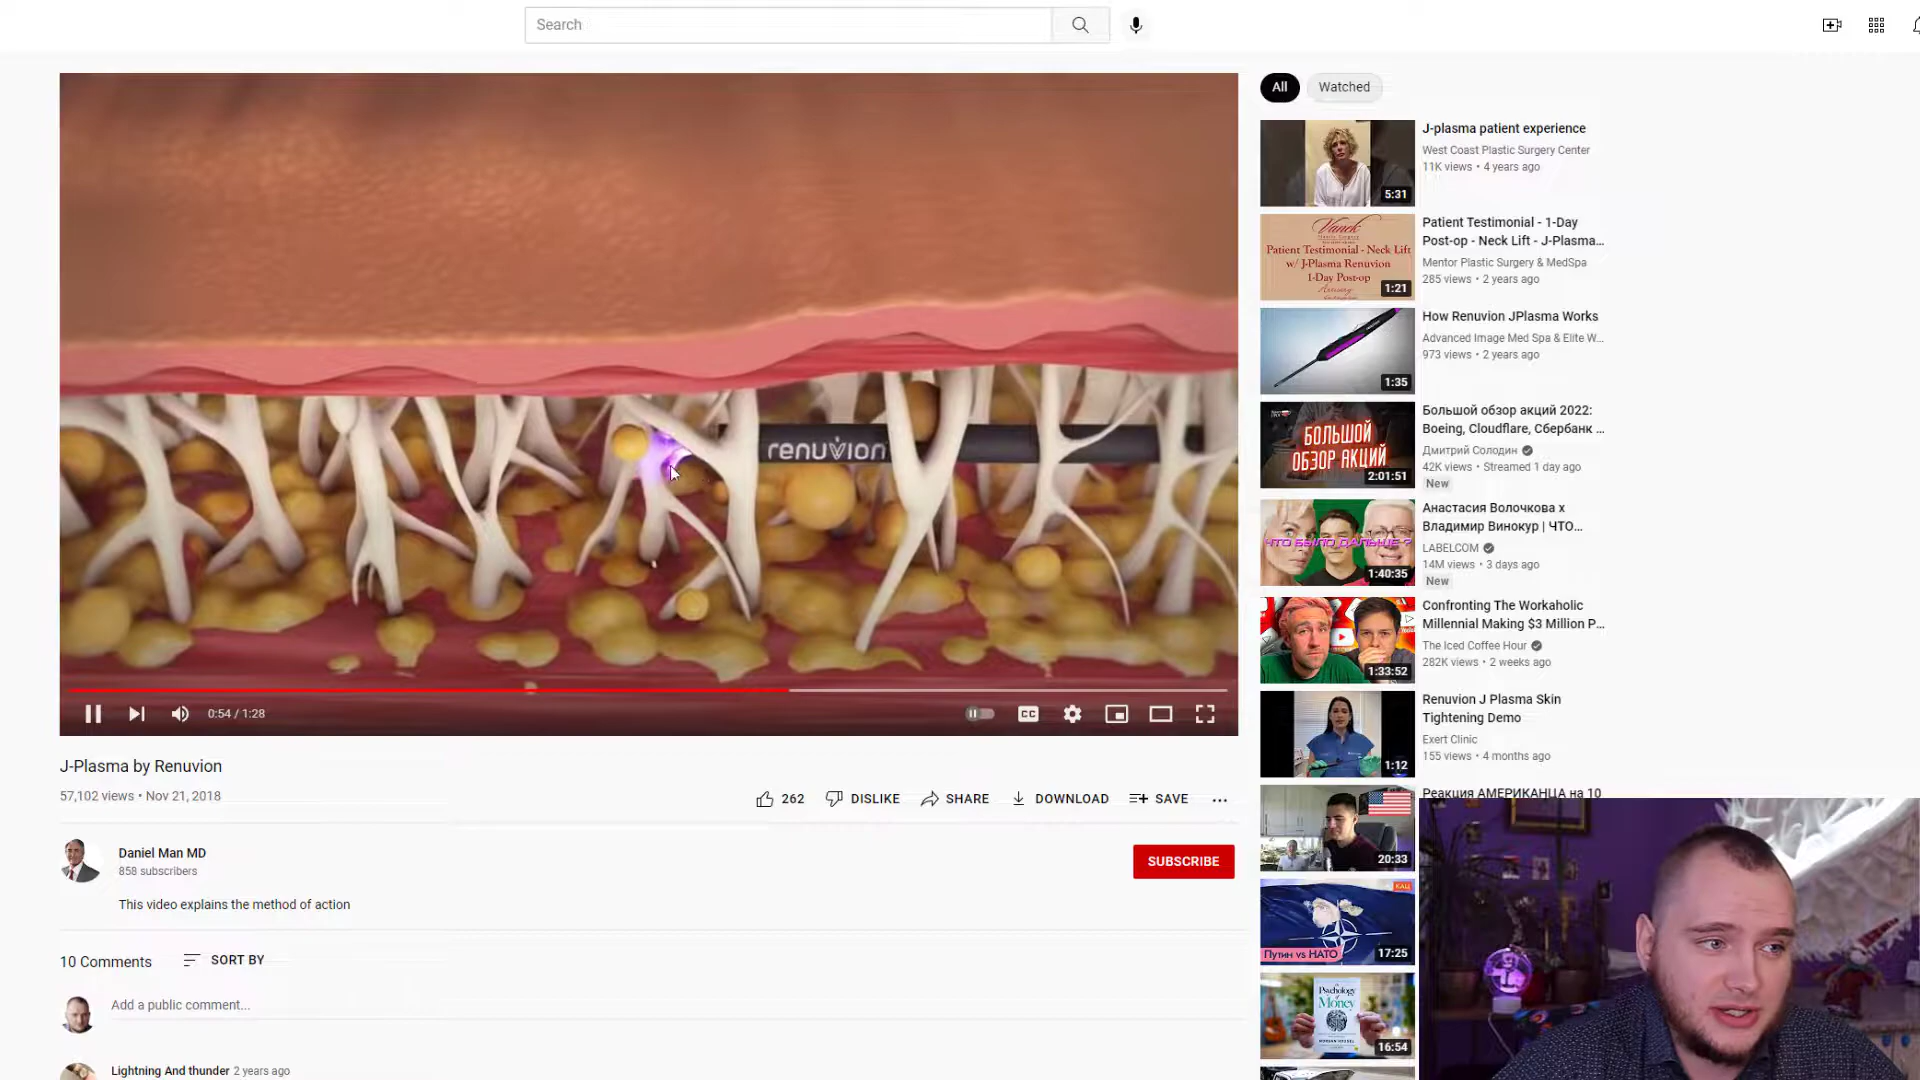 Search
renuvion
0:54 / 1:28
CC
J-Plasma by Renuvion
57,102 views • Nov 21, 2018
262
DISLIKE
SHARE
DOWNLOAD
SAVE
Daniel Man MD
858 subscribers
SUBSCRIBE
This video explains the method of action
10 Comments
SORT BY
Add a public comment...
Lightning And thunder 2 years ago
All
Watched
5:31
J-plasma patient experience
West Coast Plastic Surgery Center
11K views • 4 years ago
Vanek
Patient Testimonial - Neck Lift
w/ J-Plasma Renuvion
1-Day Post-op
1:21
Patient Testimonial - 1-Day
Post-op - Neck Lift - J-Plasma...
Mentor Plastic Surgery & MedSpa
285 views • 2 years ago
1:35
How Renuvion JPlasma Works
Advanced Image Med Spa & Elite W...
973 views • 2 years ago
БОЛЬШОЙ
ОБЗОР АКЦИЙ
2:01:51
Большой обзор акций 2022:
Boeing, Cloudflare, Сбербанк ...
Дмитрий Солодин
42K views • Streamed 1 day ago
New
ЧТО БЫЛО ДАЛЬШЕ ?
1:40:35
Анастасия Волочкова х
Владимир Винокур | ЧТО...
LABELCOM
14M views • 3 days ago
New
1:33:52
Confronting The Workaholic
Millennial Making $3 Million P...
The Iced Coffee Hour
282K views • 2 weeks ago
1:12
Renuvion J Plasma Skin
Tightening Demo
Exert Clinic
155 views • 4 months ago
20:33
Реакция АМЕРИКАНЦА на 10
КАЦ
Путин vs НАТО
17:25
Psychology
of Money
16:54